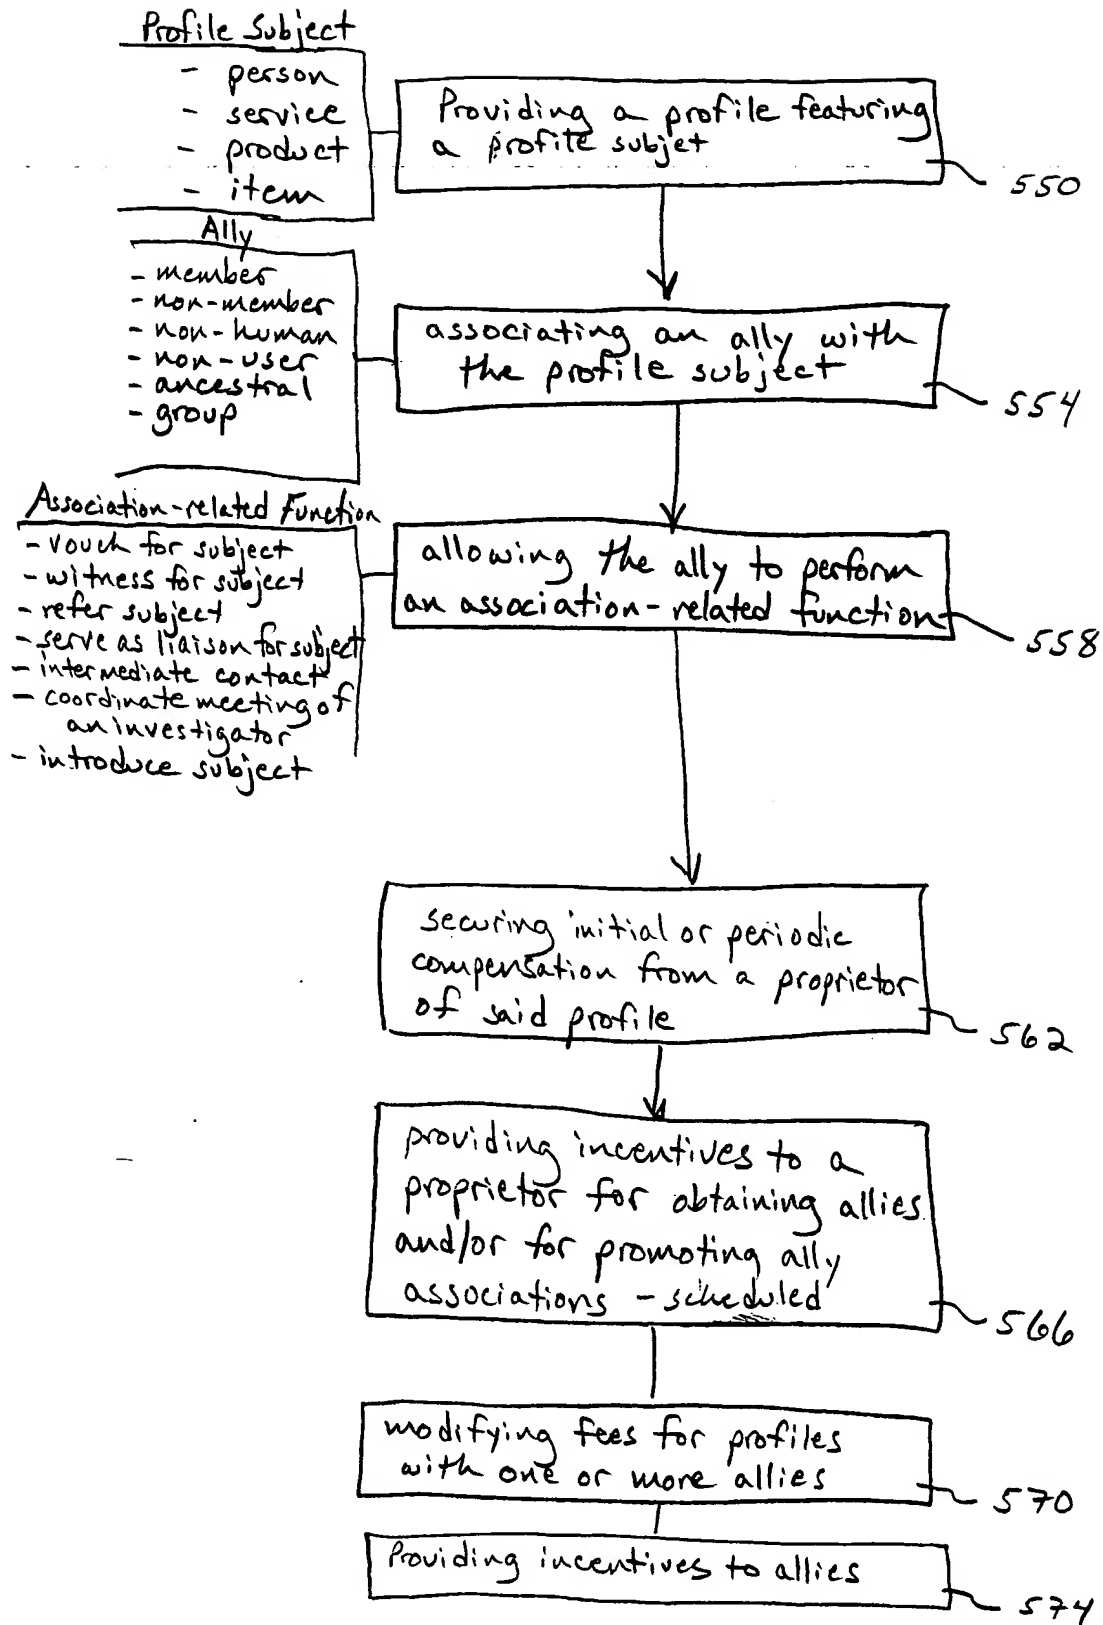 Profile Subject
- person
- service
- product
- item
Providing a profile featuring
a profile subjet
550
Ally
- member
- non-member
- non-human
- non-user
- ancestral
- group
associating an ally with
the profile subject
554
Association-related Function
- vouch for subject
- witness for subject
- refer subject
- serve as liaison for subject
- intermediate contact
- coordinate meeting of
an investigator
- introduce subject
allowing the ally to perform
an association-related function
558
securing initial or periodic
compensation from a proprietor
of said profile
562
providing incentives to a
proprietor for obtaining allies
and/or for promoting ally
associations - scheduled
566
modifying fees for profiles
with one or more allies
570
Providing incentives to allies
574